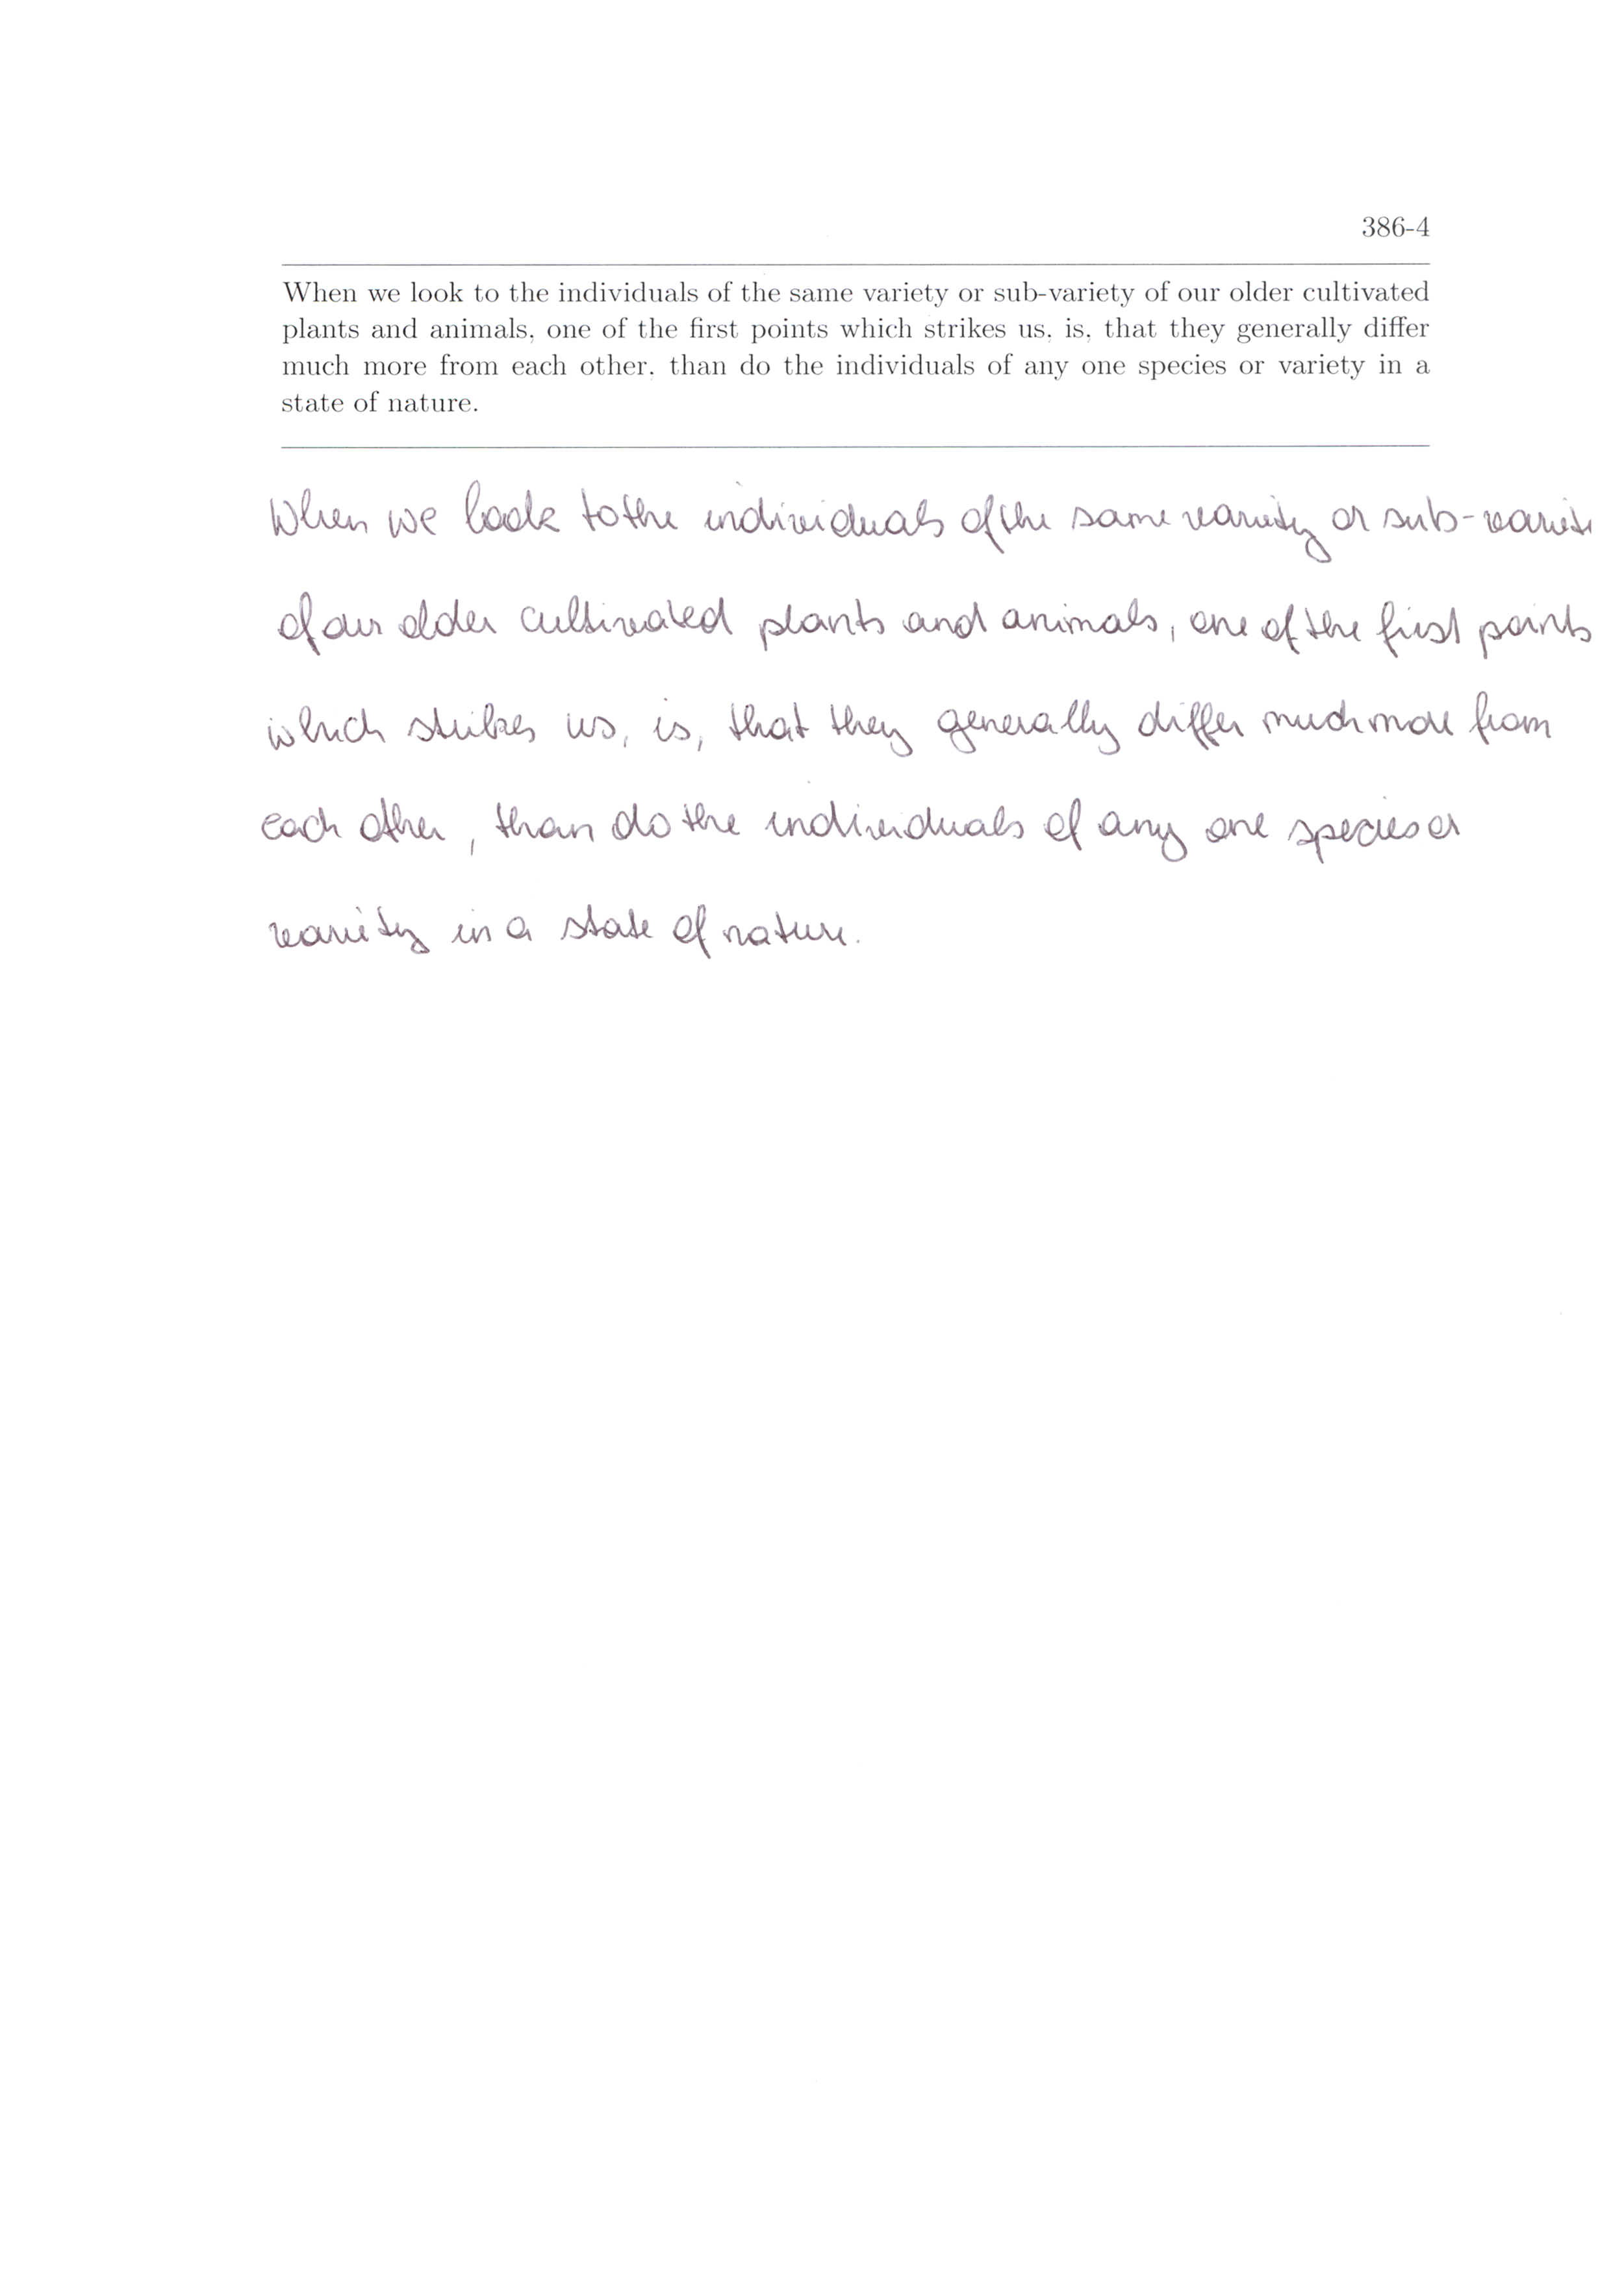 386-4
When we look to the individuals of the same variety or sub-variety of our older cultivated
plants and animals, one of the first points which strikes us, is, that they generally differ
much more from each other, than do the individuals of any one species or variety in a
state of nature.
When we look to the individuals of the same variety or sub-variet
of our older cultivated plants and animals, one of the first points
which strikes us, is, that they generally differ much more from
each other, than do the individuals of any one species or
variety in a state of nature.